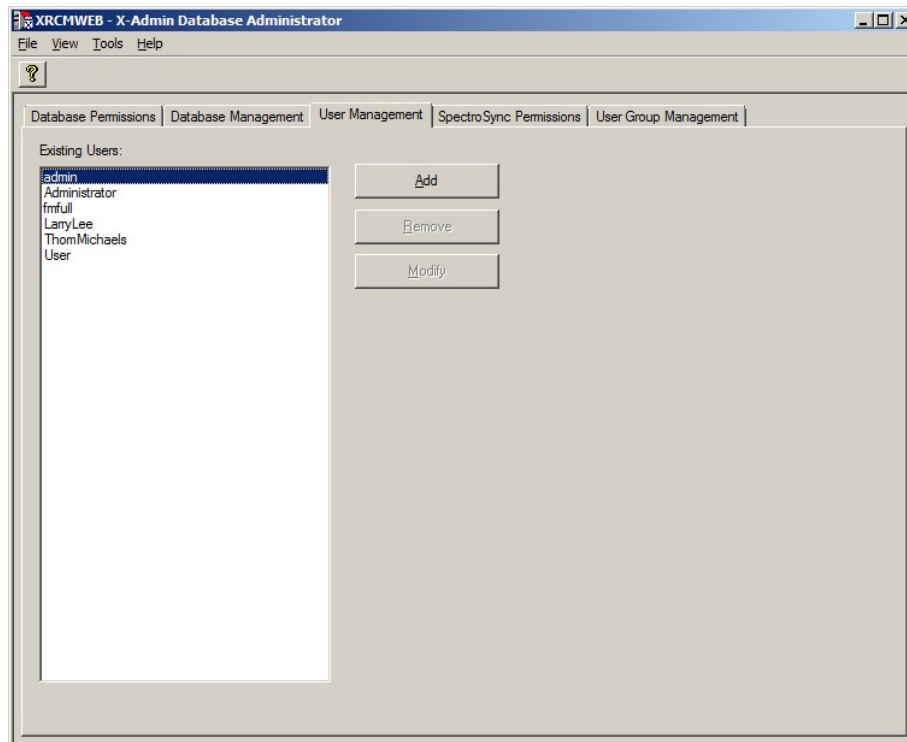 XRCMWEB - X-Admin Database Administrator
File View Tools Help
Database Permissions Database Management User Management SpectroSync Permissions User Group Management
Existing Users:
admin
Add
Administrator
fmfull
Remove
LarryLee
ThomMichaels
User
Modify